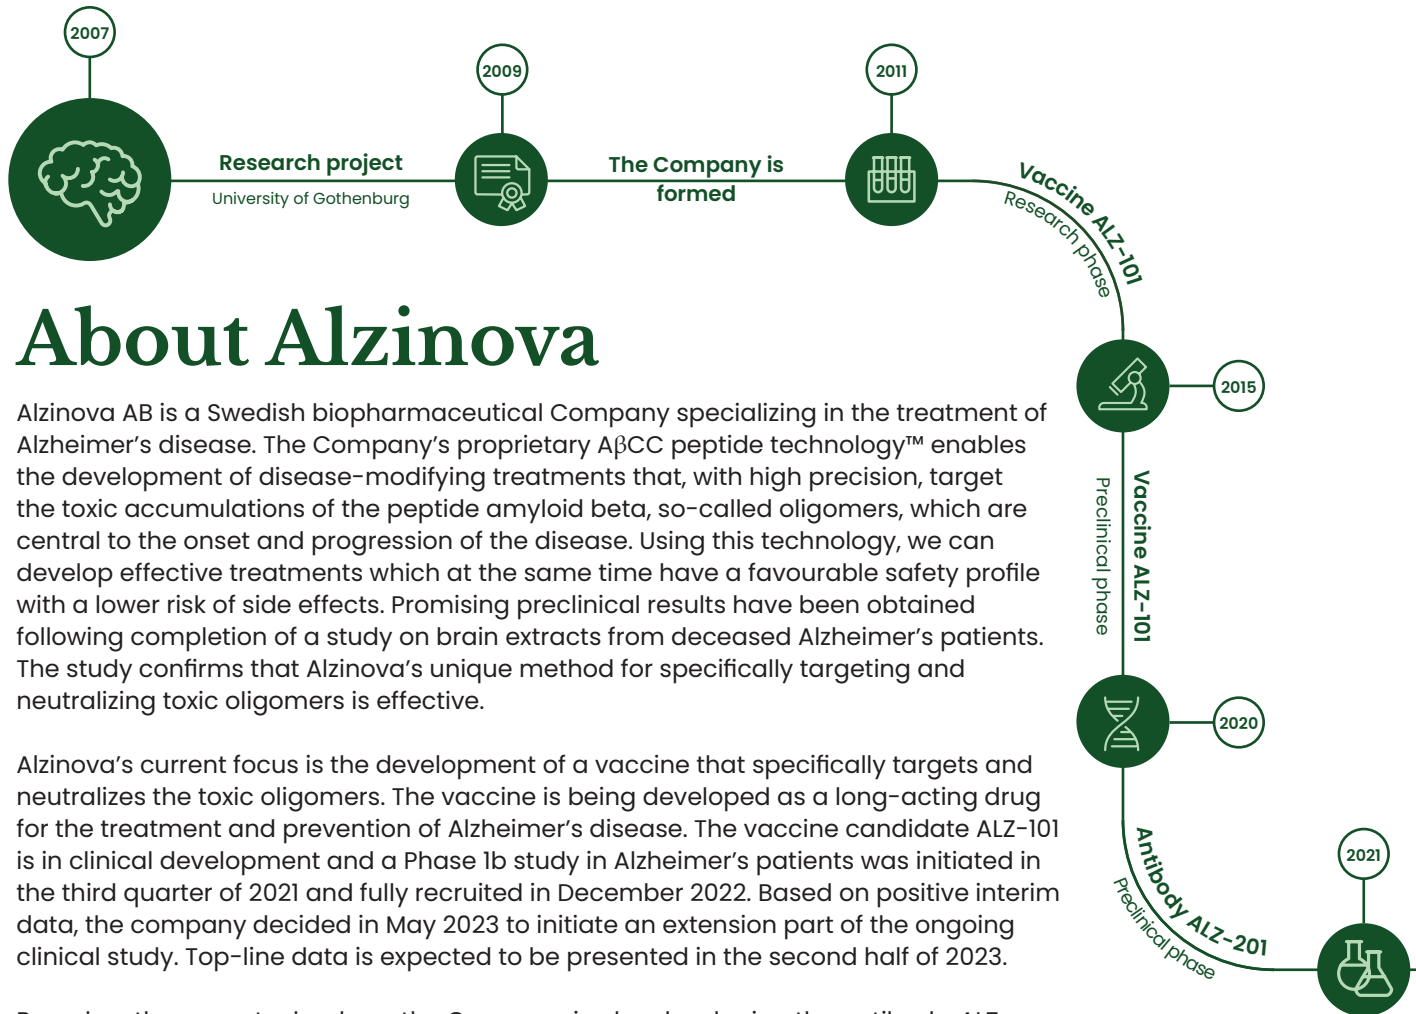 2007
2009
2011
Research project
University of Gothenburg
The Company is
formed
Vaccine ALZ-101
Research phase
2015
Vaccine ALZ-101
Preclinical phase
2020
Antibody ALZ-201
Preclinical phase
2021
About Alzinova
Alzinova AB is a Swedish biopharmaceutical Company specializing in the treatment of
Alzheimer’s disease. The Company’s proprietary AβCC peptide technology™ enables
the development of disease-modifying treatments that, with high precision, target
the toxic accumulations of the peptide amyloid beta, so-called oligomers, which are
central to the onset and progression of the disease. Using this technology, we can
develop effective treatments which at the same time have a favourable safety profile
with a lower risk of side effects. Promising preclinical results have been obtained
following completion of a study on brain extracts from deceased Alzheimer’s patients.
The study confirms that Alzinova’s unique method for specifically targeting and
neutralizing toxic oligomers is effective.
Alzinova’s current focus is the development of a vaccine that specifically targets and
neutralizes the toxic oligomers. The vaccine is being developed as a long-acting drug
for the treatment and prevention of Alzheimer’s disease. The vaccine candidate ALZ-101
is in clinical development and a Phase 1b study in Alzheimer’s patients was initiated in
the third quarter of 2021 and fully recruited in December 2022. Based on positive interim
data, the company decided in May 2023 to initiate an extension part of the ongoing
clinical study. Top-line data is expected to be presented in the second half of 2023.